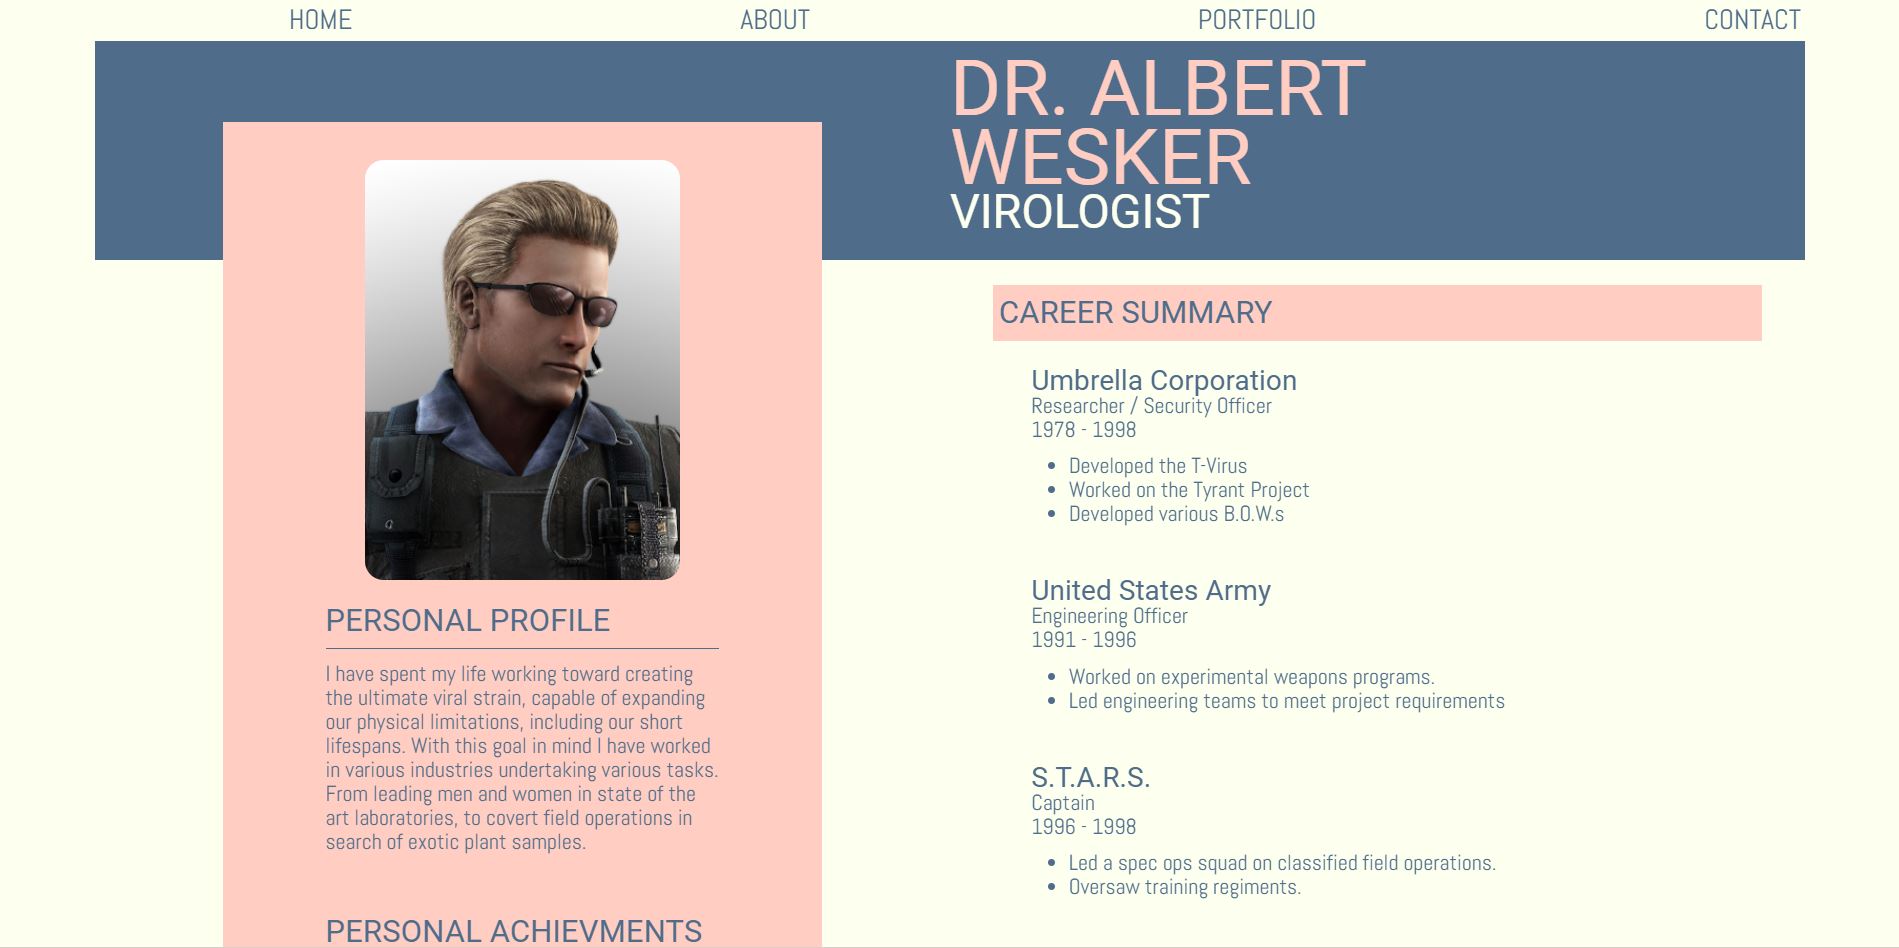 HOME
ABOUT
PORTFOLIO
CONTACT
DR. ALBERT
WESKER
VIROLOGIST
PERSONAL PROFILE
I have spent my life working toward creating
the ultimate viral strain, capable of expanding
our physical limitations, including our short
lifespans. With this goal in mind I have worked
in various industries undertaking various tasks.
From leading men and women in state of the
art laboratories, to covert field operations in
search of exotic plant samples.
PERSONAL ACHIEVMENTS
CAREER SUMMARY
Umbrella Corporation
Researcher / Security Officer
1978 - 1998
• Developed the T-Virus
• Worked on the Tyrant Project
• Developed various B.O.W.s
United States Army
Engineering Officer
1991 - 1996
• Worked on experimental weapons programs.
• Led engineering teams to meet project requirements
S.T.A.R.S.
Captain
1996 - 1998
• Led a spec ops squad on classified field operations.
• Oversaw training regiments.